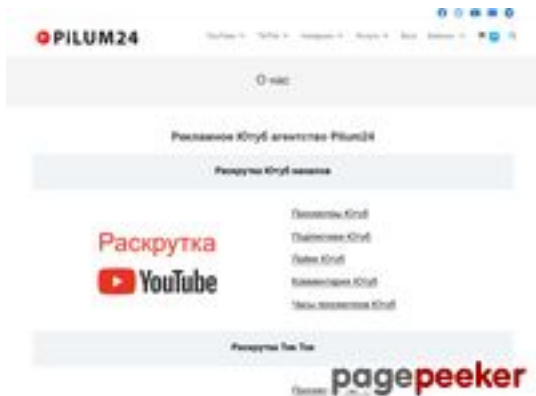 PiLUM24
О нас
Рекламное Ютуб агентство Pilum24
Раскрутка Ютуб каналов
Раскрутка
YouTube
Просмотры Ютуб
Подписчики Ютуб
Лайки Ютуб
Комментарии Ютуб
Часы просмотров Ютуб
Раскрутка Тик Ток
pagepeeker